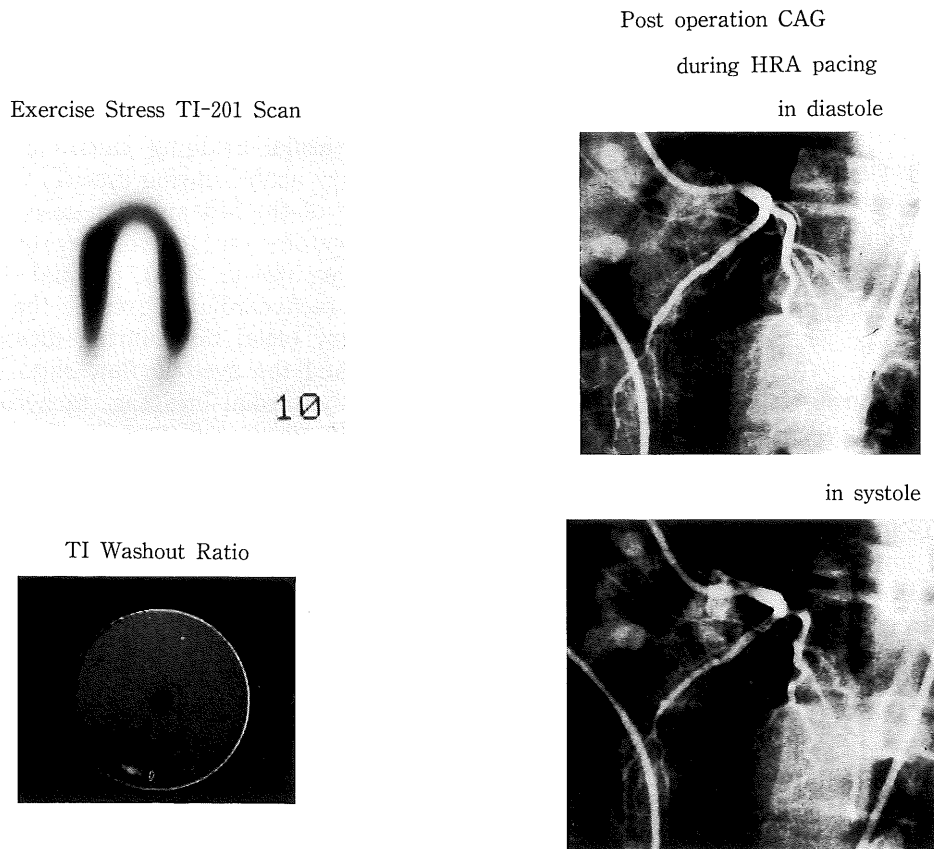 Post operation CAG
during HRA pacing
in diastole
Exercise Stress TI-201 Scan
10
in systole
TI Washout Ratio